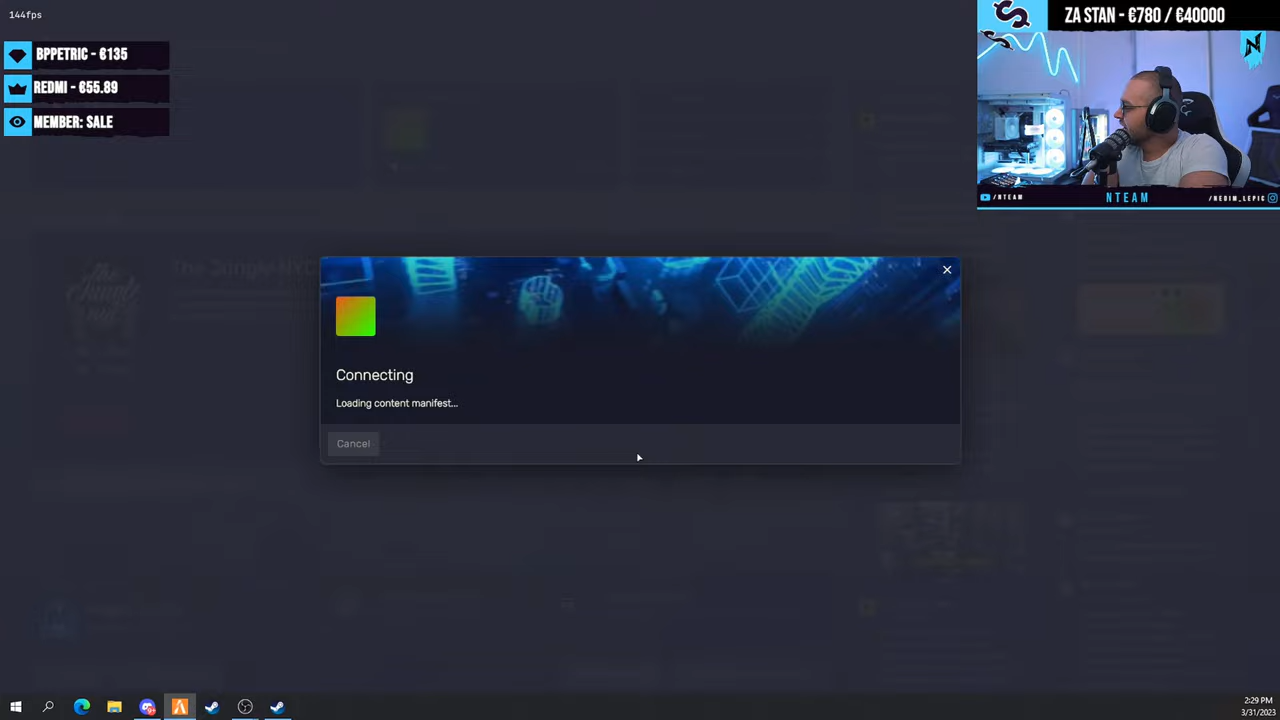 144fps
ZA STAN - €780 / €40000
BPPETRIC - €135
REDMI - €55.89
MEMBER: SALE
/NTEAM
NTEAM
/NEDIM_LEPIC
Connecting
Loading content manifest...
Cancel
2:29 PM
3/31/2023